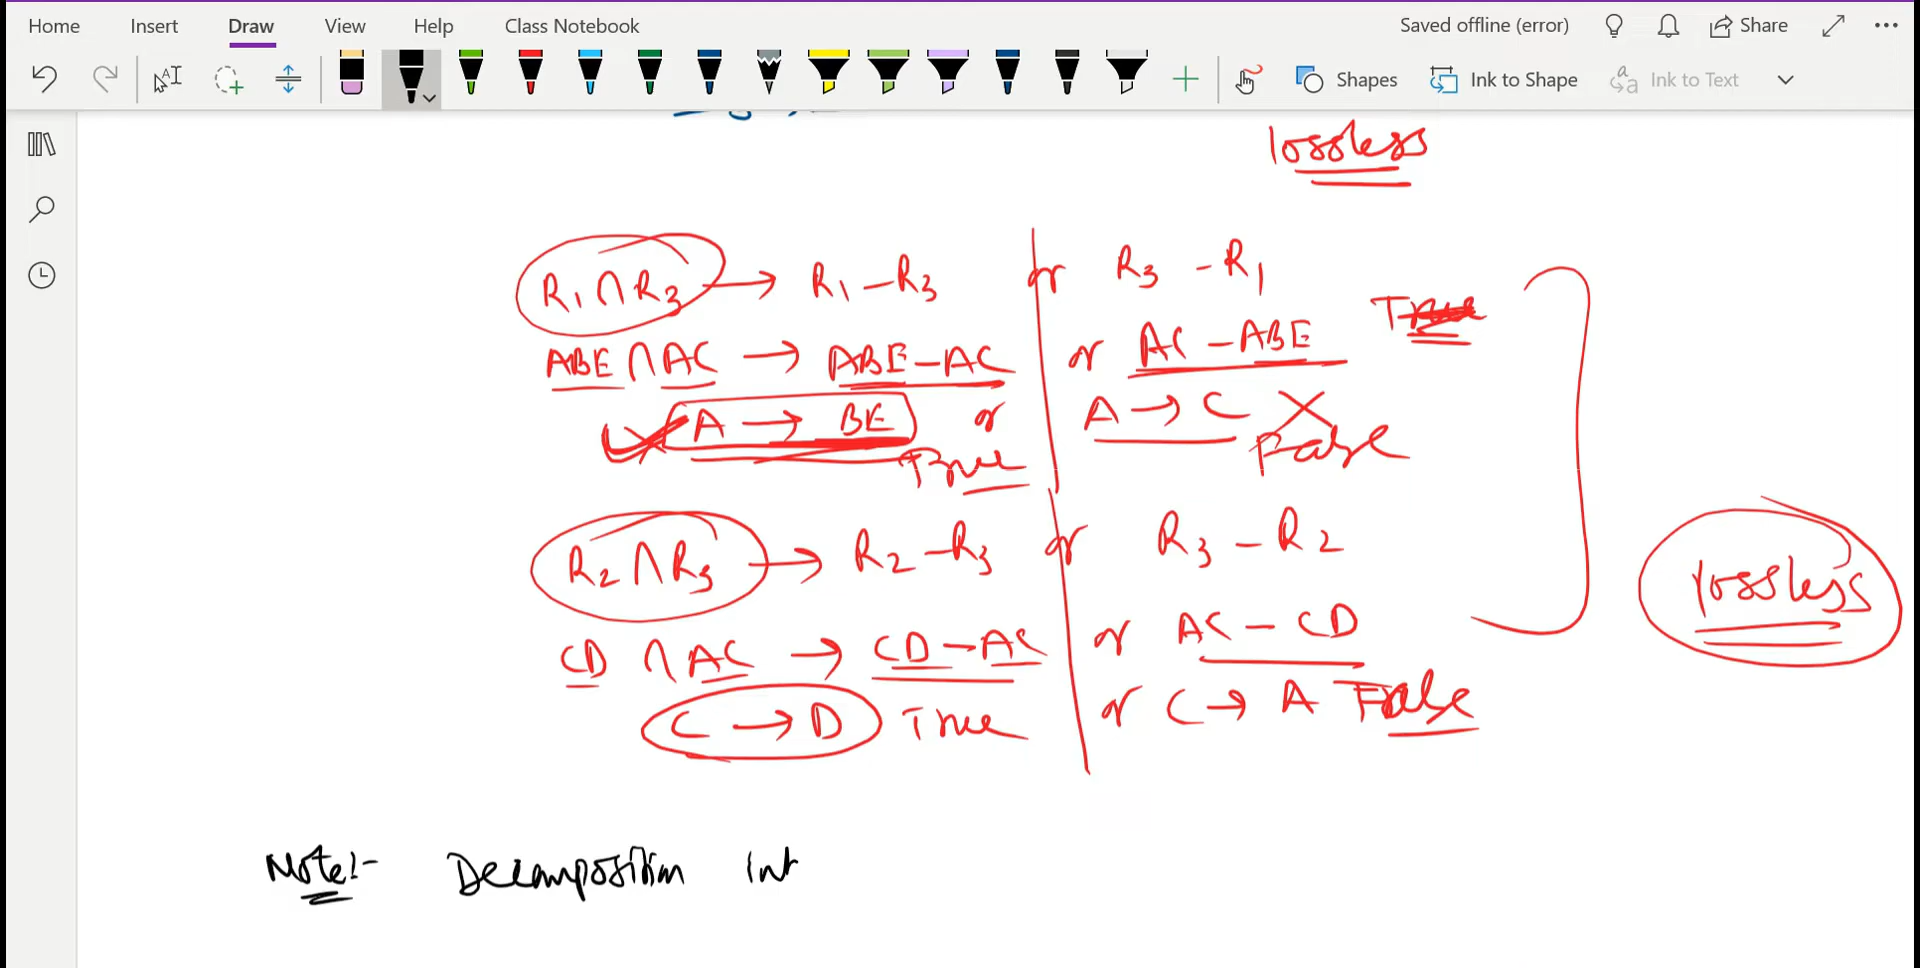 Home Insert Draw View Help Class Notebook Saved offline (error) Share
Shapes Ink to Shape Ink to Text
lossless
R1 ∩ R3 → R1 – R3 or R3 – R1
True
ABE ∩ AC → ABE – AC or AC – ABE
A → BE or A → C ✗
True False
R2 ∩ R3 → R2 – R3 or R3 – R2
lossless
CD ∩ AC → CD – AC or AC – CD
C → D True or C → A False
Note:- Decomposition int